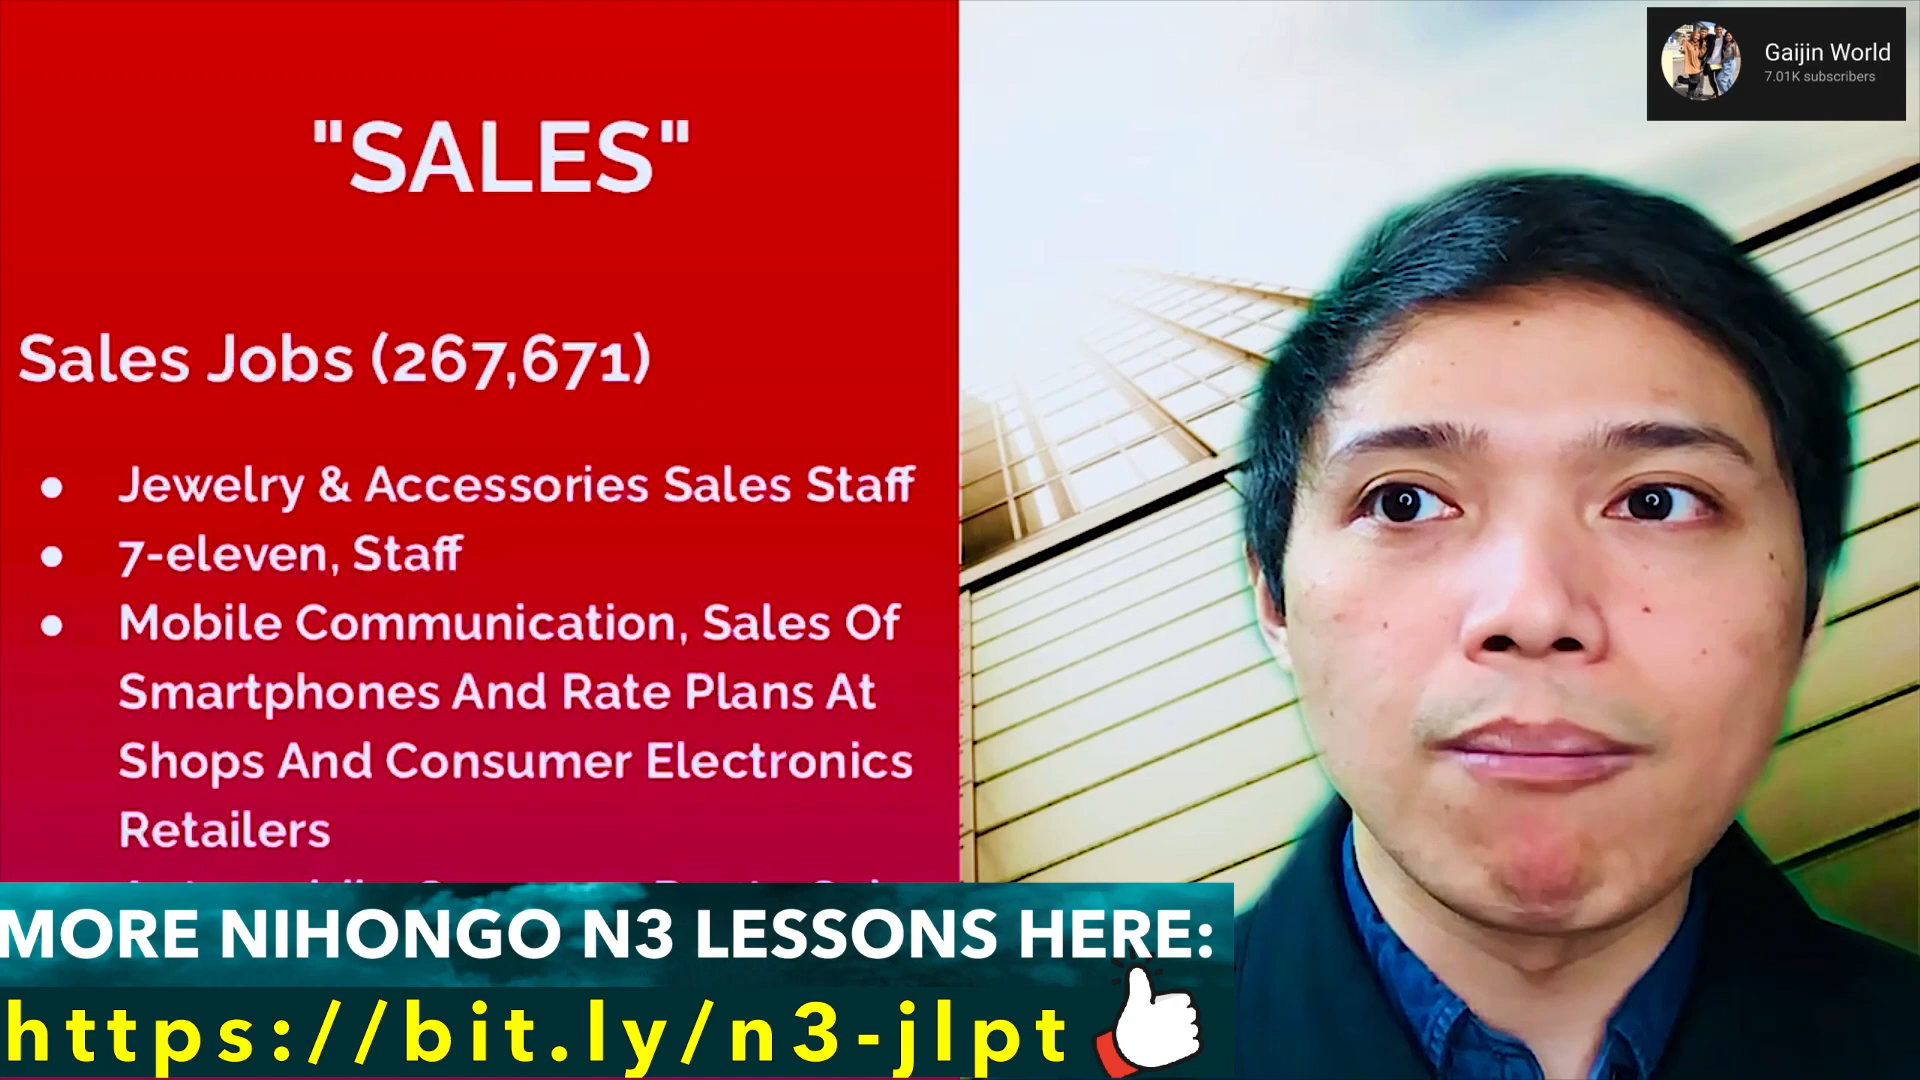 "SALES"
Sales Jobs (267,671)
● Jewelry & Accessories Sales Staff
● 7-eleven, Staff
● Mobile Communication, Sales Of
Smartphones And Rate Plans At
Shops And Consumer Electronics
Retailers
MORE NIHONGO N3 LESSONS HERE:
https://bit.ly/n3-jlpt
Gaijin World
7.01K subscribers